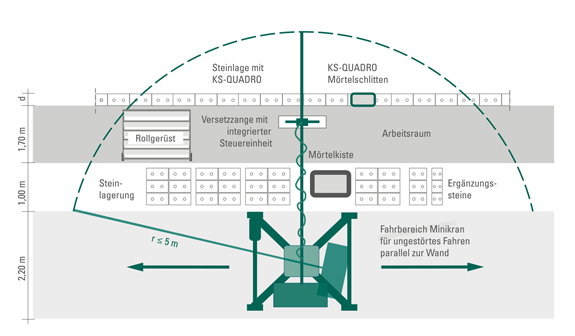 Steinlage mit
KS-QUADRO
KS-QUADRO
Mörtelschlitten
d
Versetzzange mit
integrierter
Steuereinheit
Rollgerüst
Arbeitsraum
1,70 m
Mörtelkiste
Stein-
lagerung
Ergänzungs-
steine
1,00 m
Fahrbereich Minikran
für ungestörtes Fahren
parallel zur Wand
r ≤ 5 m
2,20 m